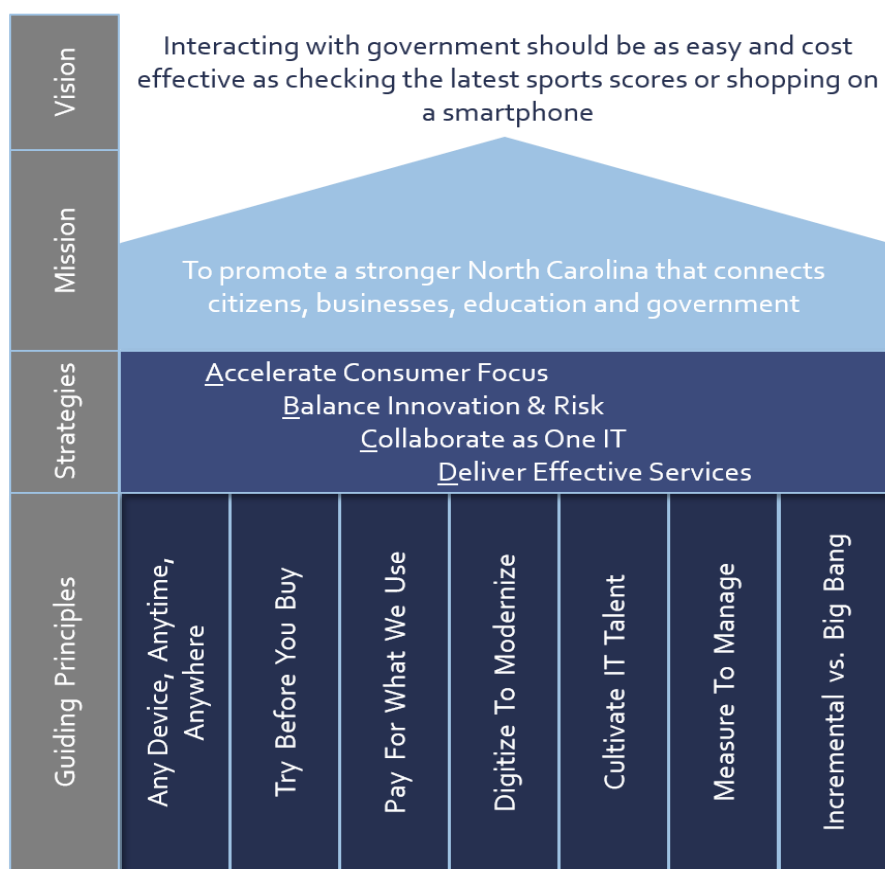 Vision
Interacting with government should be as easy and cost
effective as checking the latest sports scores or shopping on
a smartphone
Mission
To promote a stronger North Carolina that connects
citizens, businesses, education and government
Strategies
Accelerate Consumer Focus
Balance Innovation & Risk
Collaborate as One IT
Deliver Effective Services
Guiding Principles
Any Device, Anytime,
Anywhere
Try Before You Buy
Pay For What We Use
Digitize To Modernize
Cultivate IT Talent
Measure To Manage
Incremental vs. Big Bang